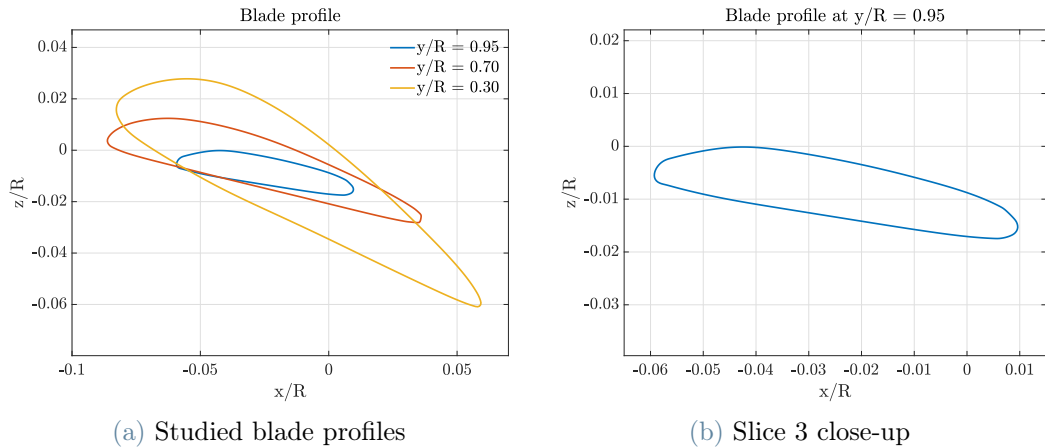 Blade profile
0.04
0.02
0
-0.02
-0.04
-0.06
z/R
-0.1
-0.05
0
0.05
x/R
y/R = 0.95
y/R = 0.70
y/R = 0.30
(a) Studied blade profiles
Blade profile at y/R = 0.95
0.02
0.01
0
-0.01
-0.02
-0.03
z/R
-0.06
-0.05
-0.04
-0.03
-0.02
-0.01
0
0.01
x/R
(b) Slice 3 close-up